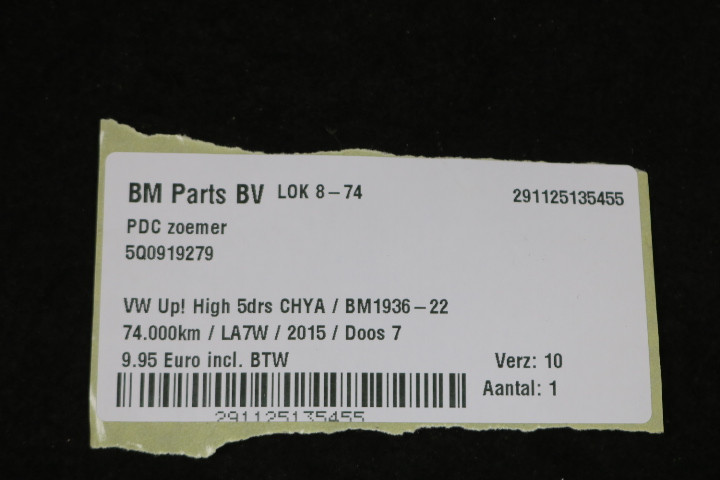 BM Parts BV LOK 8-74 291125135455
PDC zoemer
5Q0919279
VW Up! High 5drs CHYA / BM1936-22
74.000km / LA7W / 2015 / Doos 7
9.95 Euro incl. BTW Verz: 10
Aantal: 1
291125135455